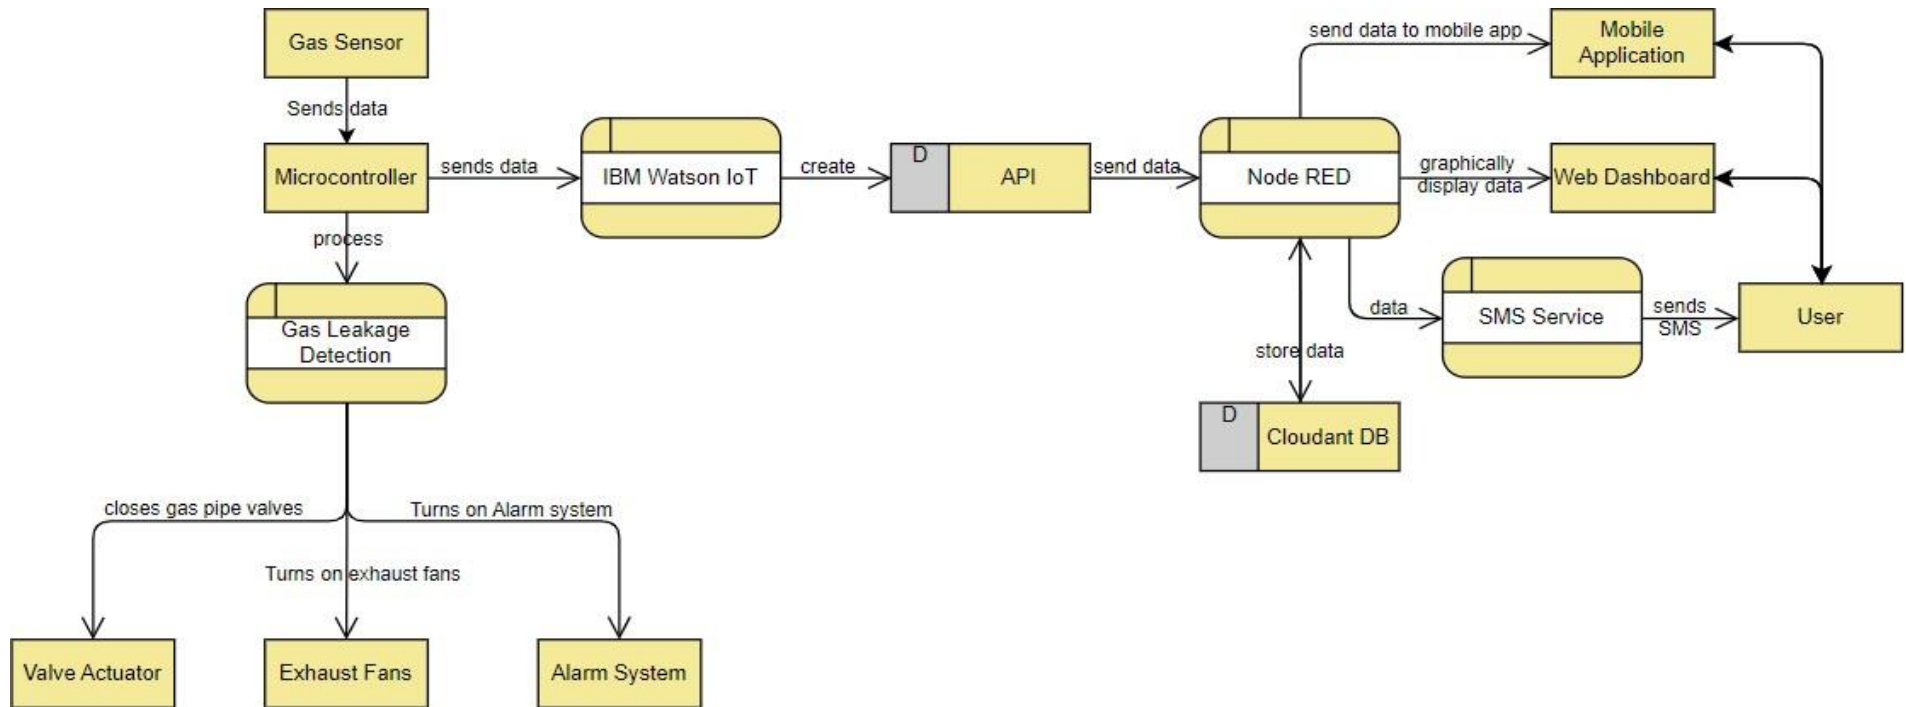 Gas Sensor
send data to mobile app
Mobile
Application
Sends data
Microcontroller
sends data
IBM Watson IoT
create
D
API
send data
Node RED
graphically
display data
Web Dashboard
process
Gas Leakage
Detection
data
SMS Service
sends
SMS
User
store data
D
Cloudant DB
closes gas pipe valves
Turns on Alarm system
Turns on exhaust fans
Valve Actuator
Exhaust Fans
Alarm System